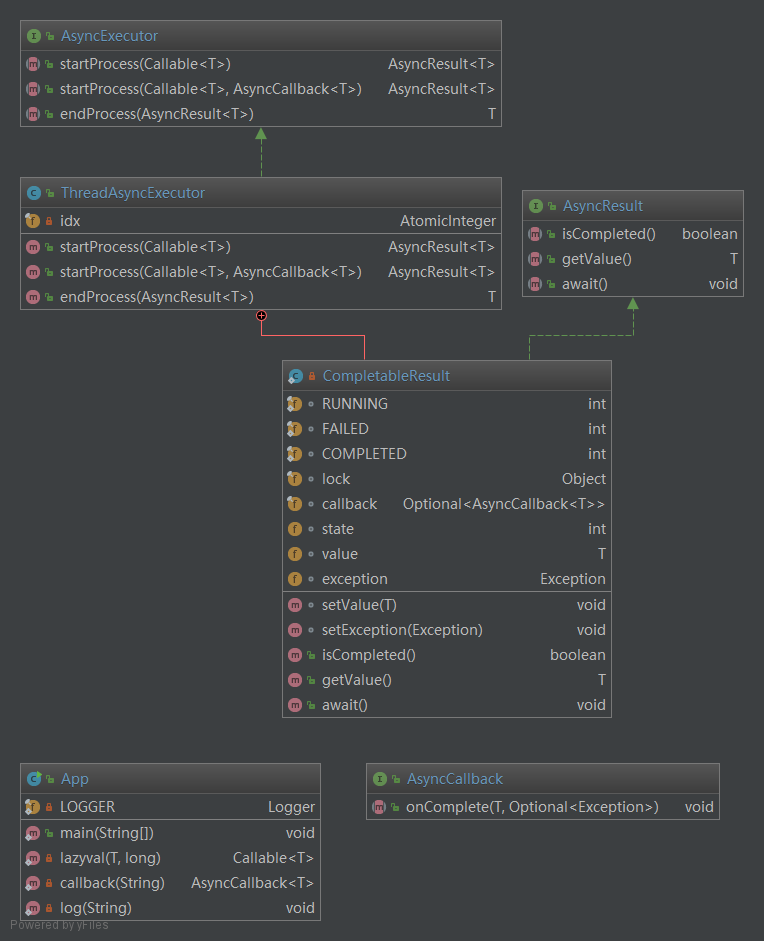 AsyncExecutor
startProcess(Callable<T>) AsyncResult<T>
startProcess(Callable<T>, AsyncCallback<T>) AsyncResult<T>
endProcess(AsyncResult<T>) T
ThreadAsyncExecutor
idx AtomicInteger
startProcess(Callable<T>) AsyncResult<T>
startProcess(Callable<T>, AsyncCallback<T>) AsyncResult<T>
endProcess(AsyncResult<T>) T
AsyncResult
isCompleted() boolean
getValue() T
await() void
CompletableResult
RUNNING int
FAILED int
COMPLETED int
lock Object
callback Optional<AsyncCallback<T>>
state int
value T
exception Exception
setValue(T) void
setException(Exception) void
isCompleted() boolean
getValue() T
await() void
App
LOGGER Logger
main(String[]) void
lazyval(T, long) Callable<T>
callback(String) AsyncCallback<T>
log(String) void
AsyncCallback
onComplete(T, Optional<Exception>) void
Powered by yFiles